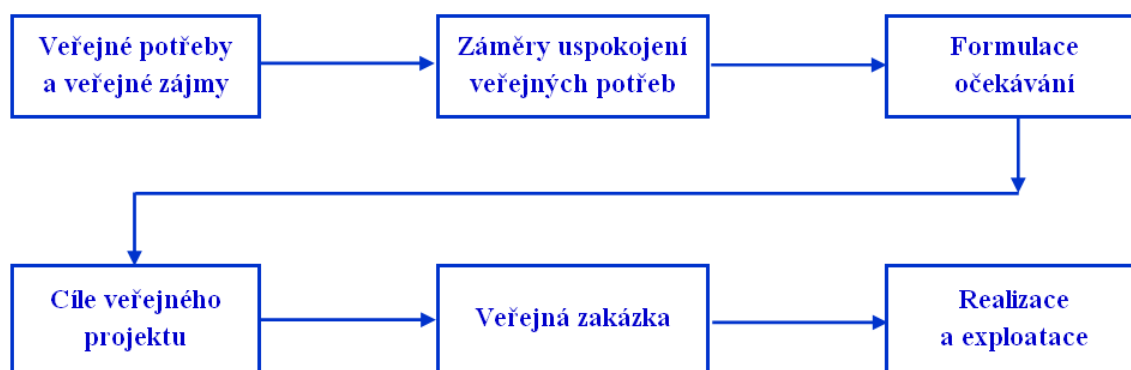 Veřejné potřeby
a veřejné zájmy
Záměry uspokojení
veřejných potřeb
Formulace
očekávání
Cíle veřejného
projektu
Veřejná zakázka
Realizace
a exploatace